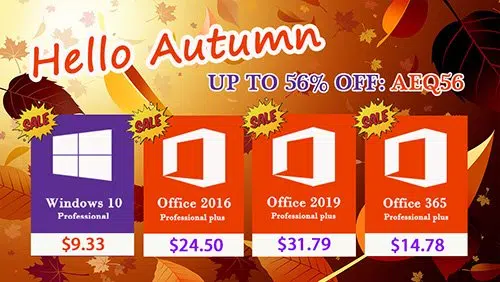 Hello Autumn
UP TO 56% OFF: AEQ56
SALE SALE SALE SALE
Windows 10 Office 2016 Office 2019 Office 365
Professional Professional plus Professional plus Professional plus
$9.33 $24.50 $31.79 $14.78